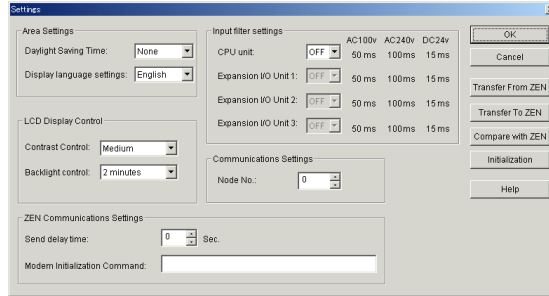 Settings
Area Settings
Daylight Saving Time: None
Display language settings: English
LCD Display Control
Contrast Control: Medium
Backlight control: 2 minutes
Input filter settings
AC100v AC240v DC24v
CPU unit: OFF 50 ms 100ms 15 ms
Expansion I/O Unit 1: OFF 50 ms 100ms 15 ms
Expansion I/O Unit 2: OFF 50 ms 100ms 15 ms
Expansion I/O Unit 3: OFF 50 ms 100ms 15 ms
Communications Settings
Node No.: 0
ZEN Communications Settings
Send delay time: 0 Sec.
Modem Initialization Command:
OK
Cancel
Transfer From ZEN
Transfer To ZEN
Compare with ZEN
Initialization
Help